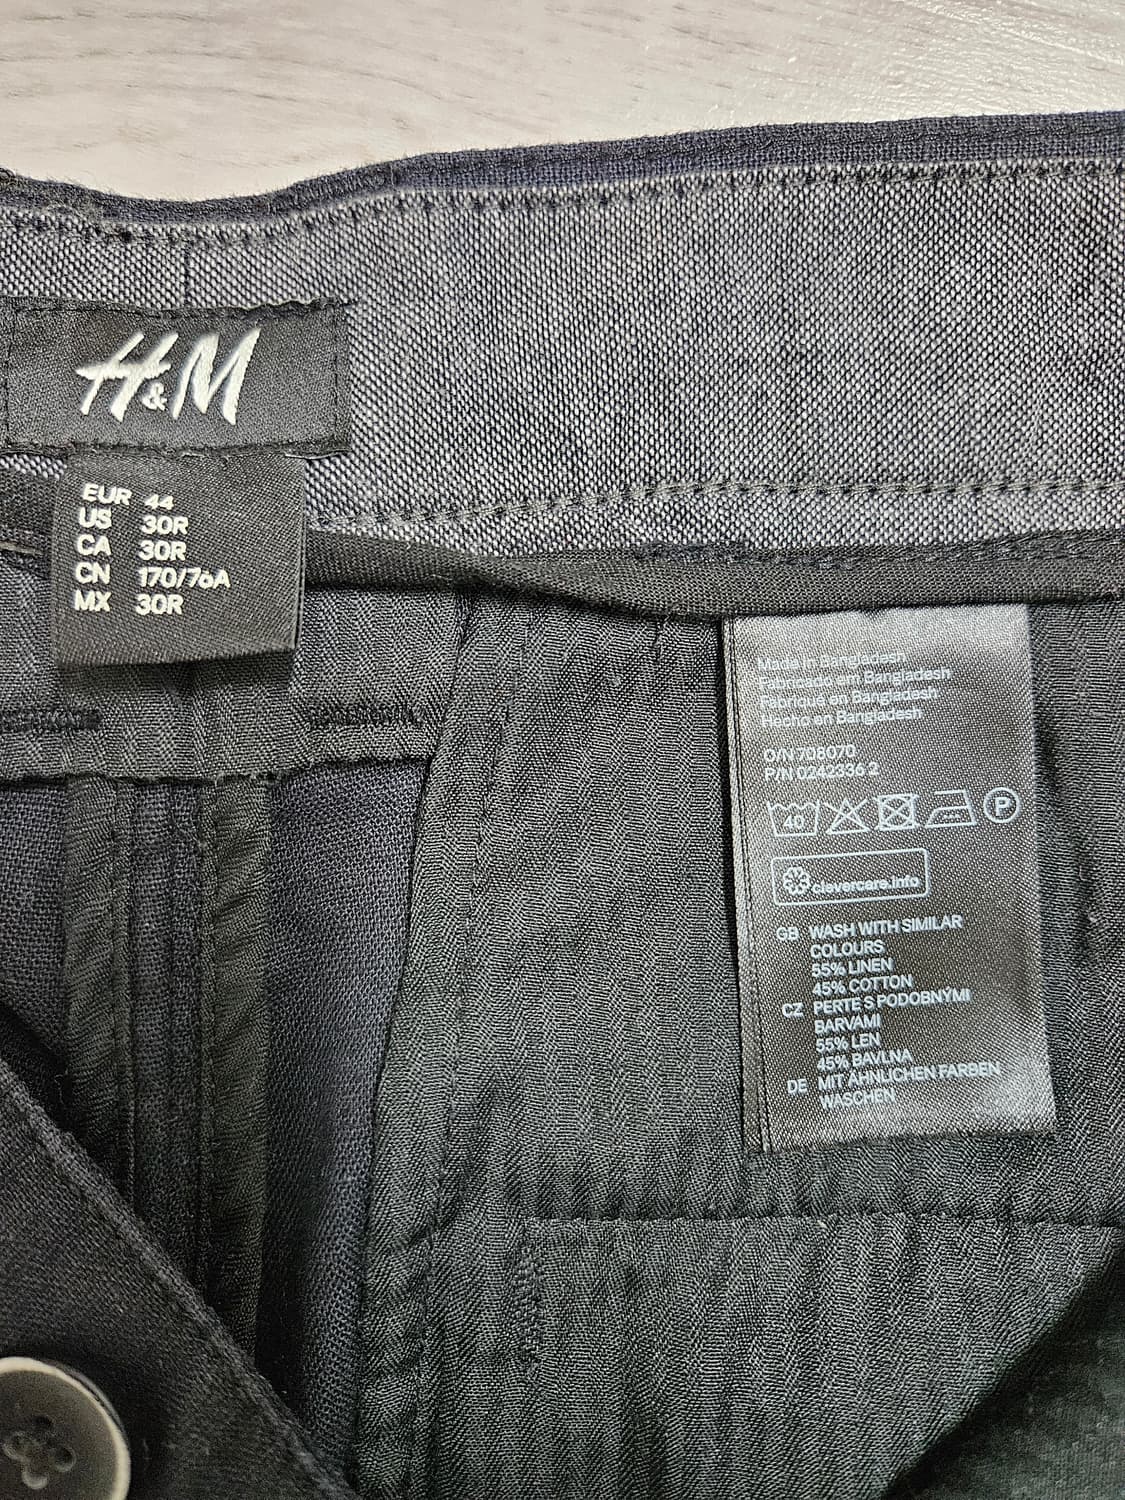 H&M
EUR 44
US 30R
CA 30R
CN 170/76A
MX 30R
Made in Bangladesh
Fabricado em Bangladesh
Fabriqué en Bangladesh
Hecho en Bangladesh
O/N 708070
P/N 0242336 2
40 P
clevercare.info
GB WASH WITH SIMILAR
COLOURS
55% LINEN
45% COTTON
CZ PERTE S PODOBNÝMI
BARVAMI
55% LEN
45% BAVLNA
DE MIT ÄHNLICHEN FARBEN
WASCHEN